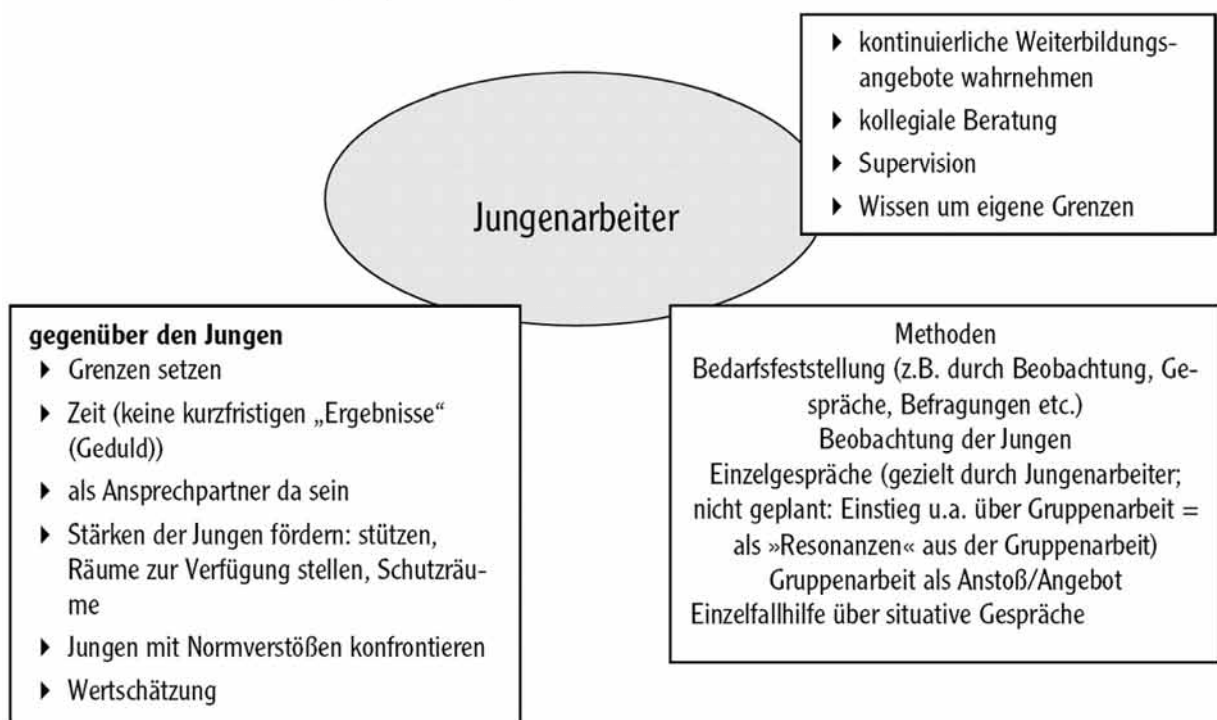 ▶ kontinuierliche Weiterbildungs-
angebote wahrnehmen
▶ kollegiale Beratung
▶ Supervision
▶ Wissen um eigene Grenzen
Jungenarbeiter
gegenüber den Jungen
▶ Grenzen setzen
▶ Zeit (keine kurzfristigen „Ergebnisse“
(Geduld))
▶ als Ansprechpartner da sein
▶ Stärken der Jungen fördern: stützen,
Räume zur Verfügung stellen, Schutzräu-
me
▶ Jungen mit Normverstößen konfrontieren
▶ Wertschätzung
Methoden
Bedarfsfeststellung (z.B. durch Beobachtung, Ge-
spräche, Befragungen etc.)
Beobachtung der Jungen
Einzelgespräche (gezielt durch Jungenarbeiter;
nicht geplant: Einstieg u.a. über Gruppenarbeit =
als »Resonanzen« aus der Gruppenarbeit)
Gruppenarbeit als Anstoß/Angebot
Einzelfallhilfe über situative Gespräche